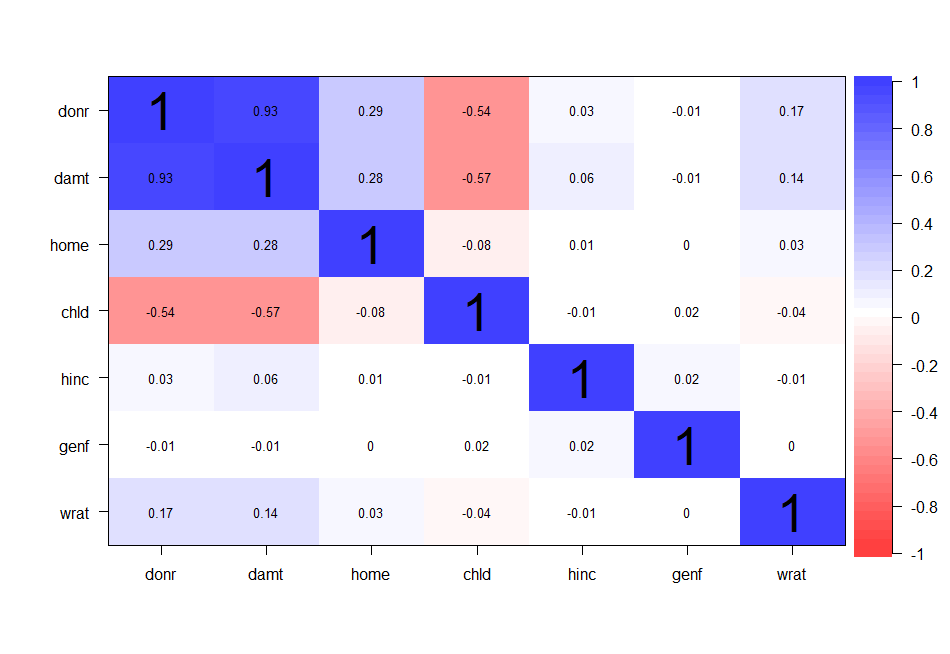 donr 1 0.93 0.29 -0.54 0.03 -0.01 0.17
damt 0.93 1 0.28 -0.57 0.06 -0.01 0.14
home 0.29 0.28 1 -0.08 0.01 0 0.03
chld -0.54 -0.57 -0.08 1 -0.01 0.02 -0.04
hinc 0.03 0.06 0.01 -0.01 1 0.02 -0.01
genf -0.01 -0.01 0 0.02 0.02 1 0
wrat 0.17 0.14 0.03 -0.04 -0.01 0 1
donr damt home chld hinc genf wrat
1
0.8
0.6
0.4
0.2
0
-0.2
-0.4
-0.6
-0.8
-1